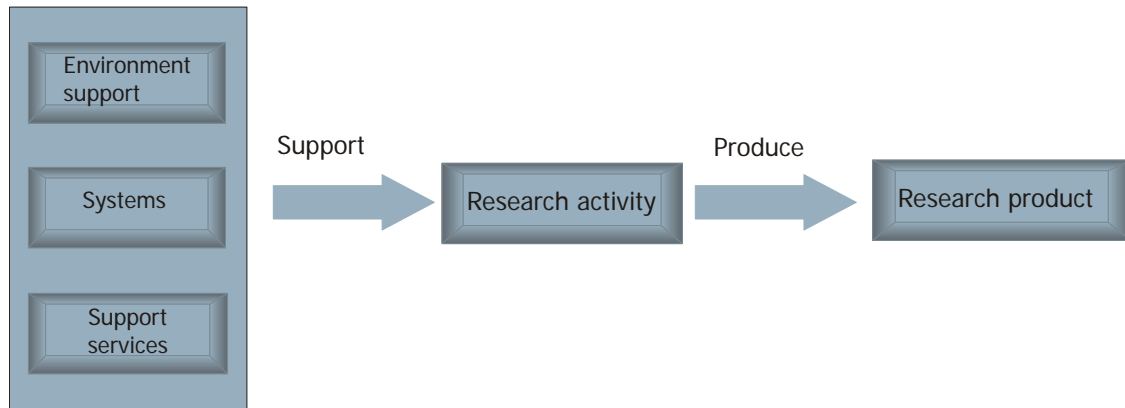 Environment
support
Systems
Support
services
Support
Research activity
Produce
Research product